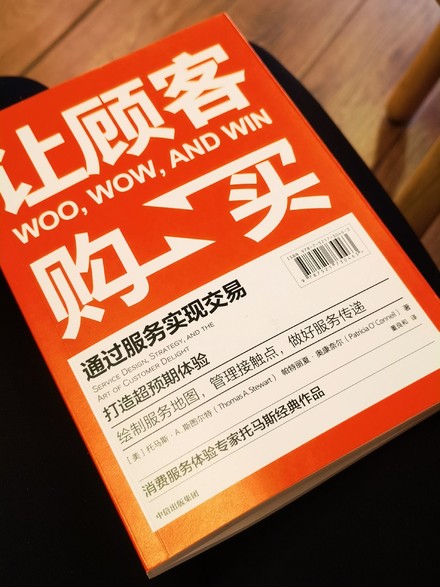 让顾客
WOO, WOW, AND WIN
购买
通过服务实现交易
SERVICE DESIGN, STRATEGY, AND THE
ART OF CUSTOMER DELIGHT
打造超预期体验
绘制服务地图，管理接触点，做好服务传递
［美］托马斯·A.斯图尔特（Thomas A. Stewart） 帕特丽夏·奥康奈尔（Patricia O'Connell） 著
董良和 译
消费服务体验专家托马斯经典作品
中信出版集团